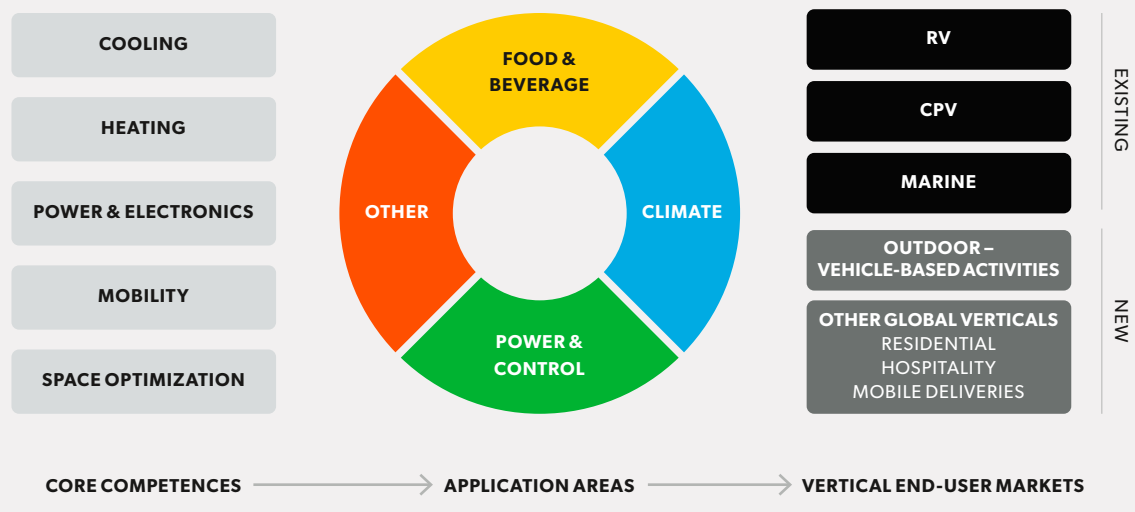 COOLING
HEATING
POWER & ELECTRONICS
MOBILITY
SPACE OPTIMIZATION
FOOD &
BEVERAGE
OTHER
CLIMATE
POWER &
CONTROL
RV
CPV
MARINE
OUTDOOR –
VEHICLE-BASED ACTIVITIES
OTHER GLOBAL VERTICALS
RESIDENTIAL
HOSPITALITY
MOBILE DELIVERIES
EXISTING
NEW
CORE COMPETENCES
APPLICATION AREAS
VERTICAL END-USER MARKETS